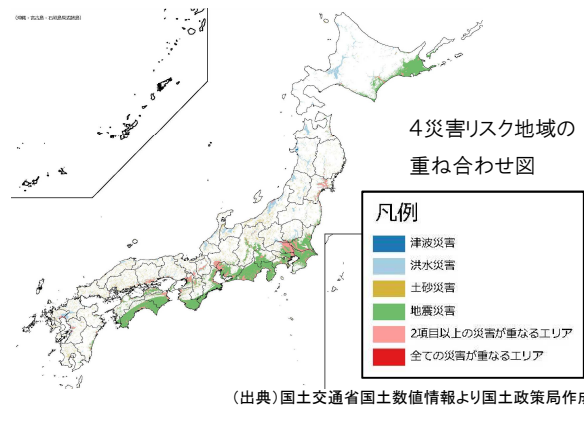 ４災害リスク地域の
重ね合わせ図
凡例
津波災害
洪水災害
土砂災害
地震災害
2項目以上の災害が重なるエリア
全ての災害が重なるエリア
（出典）国土交通省国土数値情報より国土政策局作成